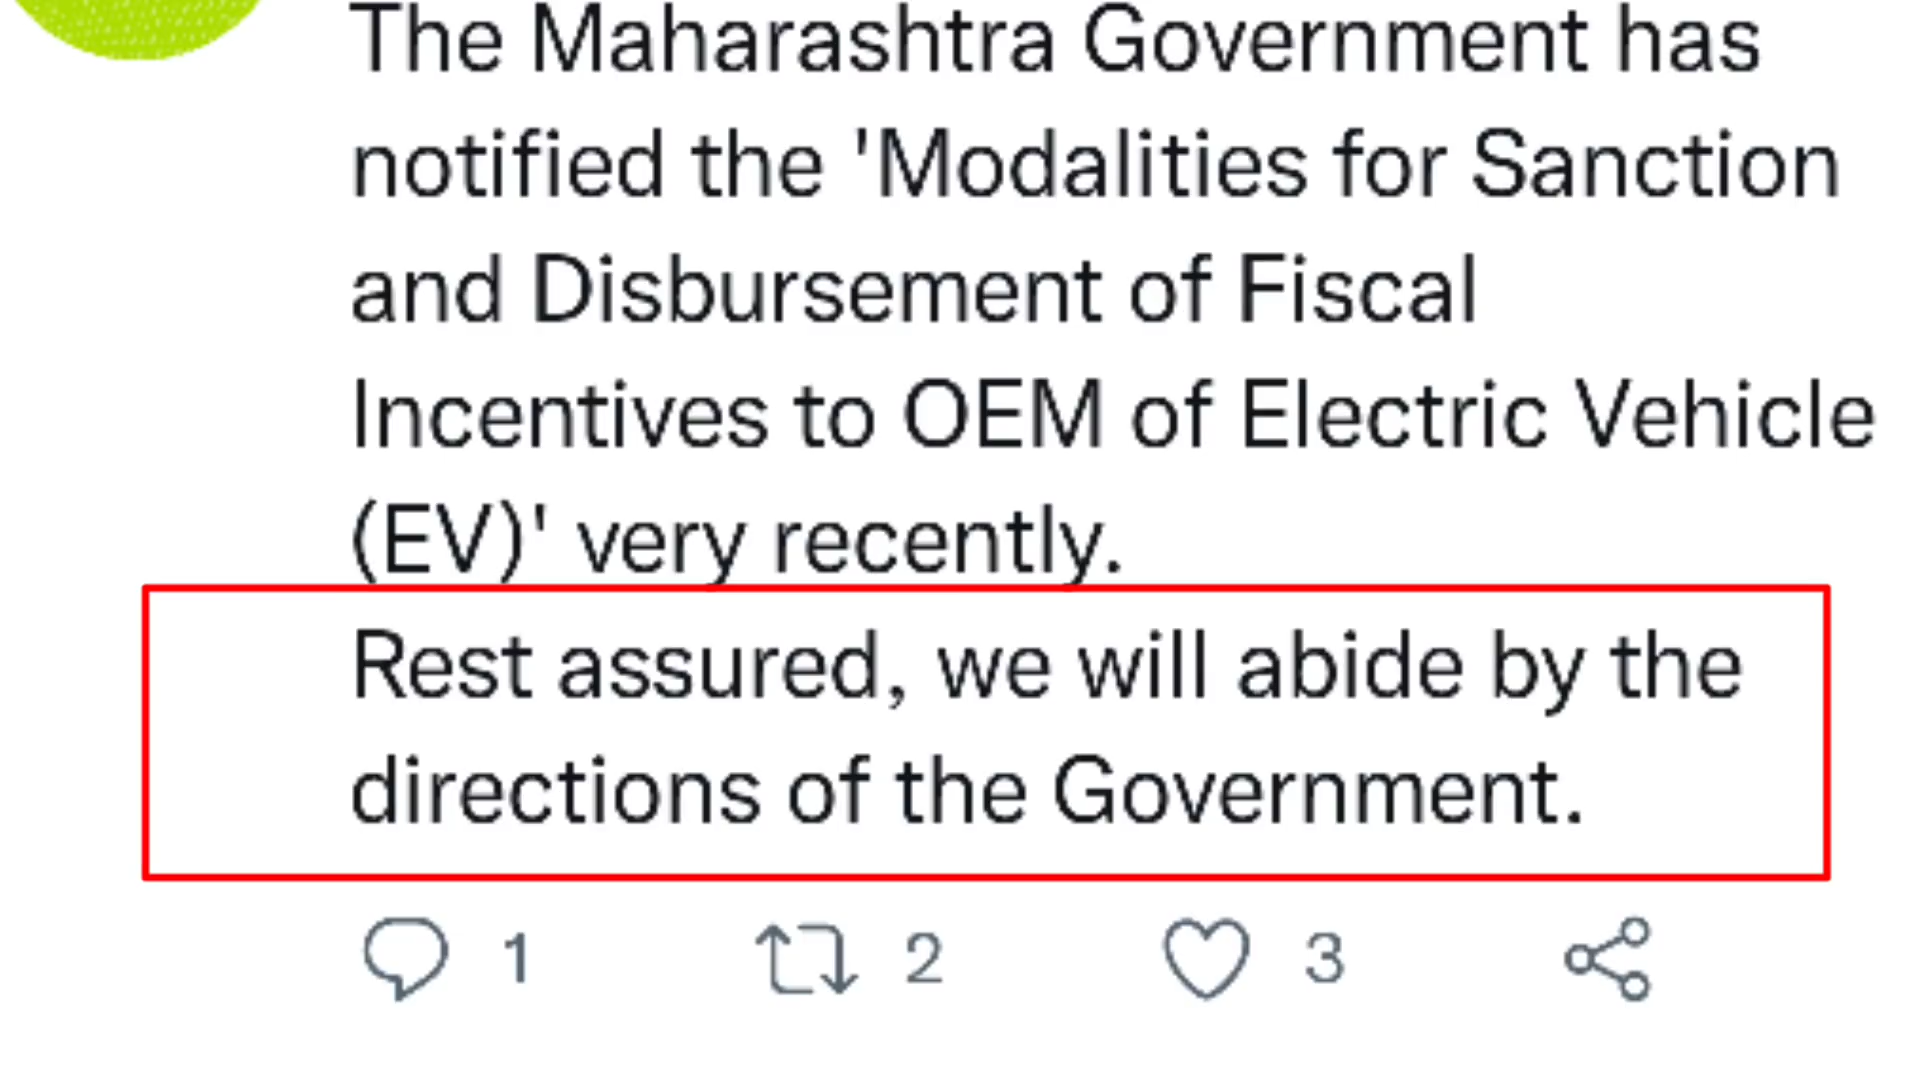 The Maharashtra Government has
notified the 'Modalities for Sanction
and Disbursement of Fiscal
Incentives to OEM of Electric Vehicle
(EV)' very recently.
Rest assured, we will abide by the
directions of the Government.
1 2 3